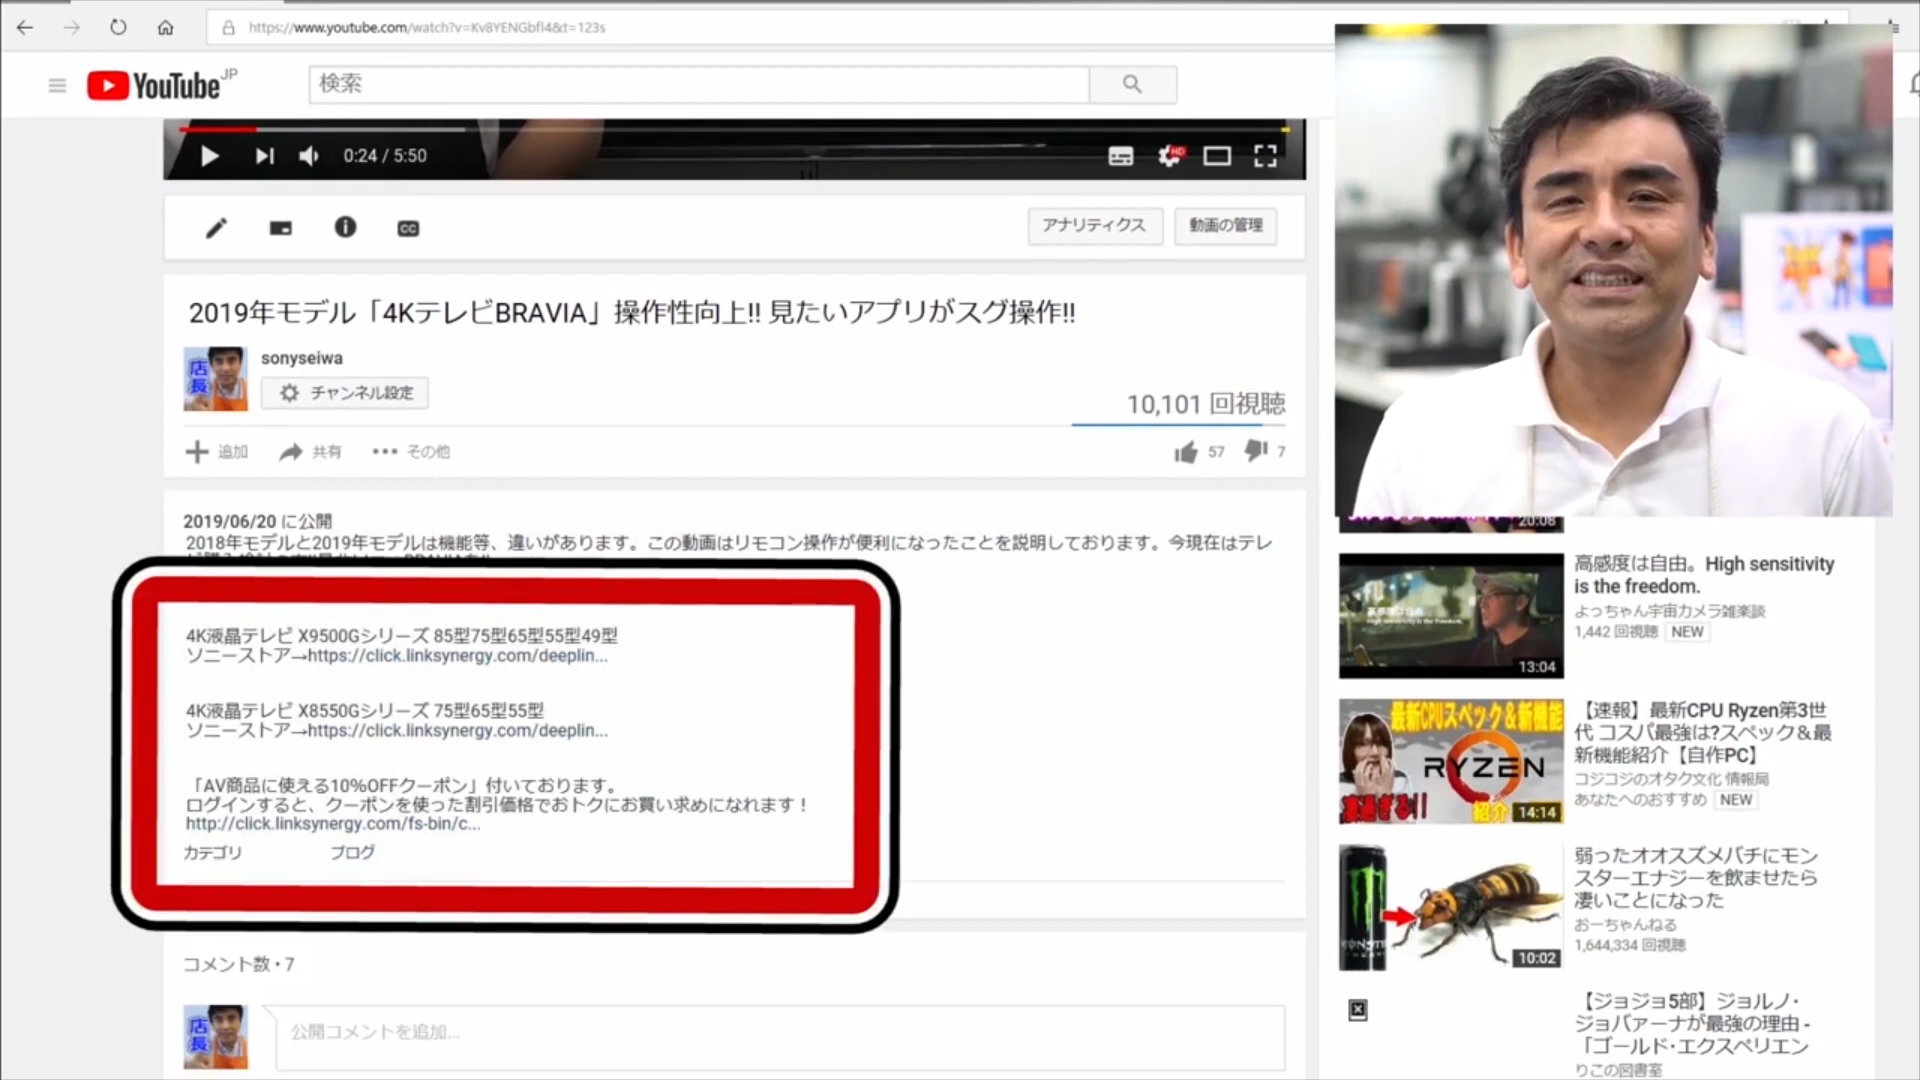 https://www.youtube.com/watch?v=Kv8YENGbfl4&t=123s
YouTube JP
検索
0:24 / 5:50
HD
CC
アナリティクス
動画の管理
2019年モデル「4KテレビBRAVIA」操作性向上!! 見たいアプリがスグ操作!!
店長
sonyseiwa
チャンネル設定
10,101 回視聴
追加
共有
その他
57
7
2019/06/20 に公開
2018年モデルと2019年モデルは機能等、違いがあります。この動画はリモコン操作が便利になったことを説明しております。今現在はテレ
4K液晶テレビ X9500Gシリーズ 85型75型65型55型49型
ソニーストア→https://click.linksynergy.com/deeplin...
4K液晶テレビ X8550Gシリーズ 75型65型55型
ソニーストア→https://click.linksynergy.com/deeplin...
「AV商品に使える10%OFFクーポン」付いております。
ログインすると、クーポンを使った割引価格でおトクにお買い求めになれます！
http://click.linksynergy.com/fs-bin/c...
カテゴリ
ブログ
コメント数・7
店長
公開コメントを追加...
20:08
高感度は自由。High sensitivity
is the freedom.
よっちゃん宇宙カメラ雑楽談
1,442 回視聴 NEW
13:04
最新CPUスペック&新機能
RYZEN
凄過ぎる!!
紹介
14:14
【速報】最新CPU Ryzen第3世
代 コスパ最強は?スペック＆最
新機能紹介【自作PC】
コジコジのオタク文化 情報局
あなたへのおすすめ NEW
10:02
弱ったオオスズメバチにモン
スターエナジーを飲ませたら
凄いことになった
おーちゃんねる
1,644,334 回視聴
【ジョジョ5部】ジョルノ・
ジョバァーナが最強の理由 -
「ゴールド・エクスペリエン
りこの図書室